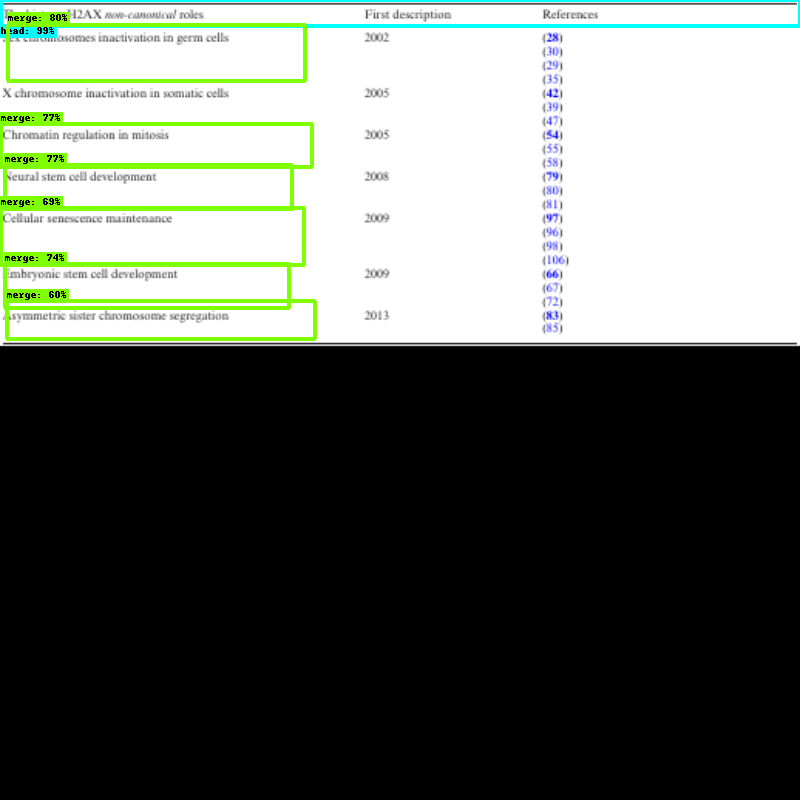 H2AX non-canonical roles First description References
merge: 80%
head: 99%
chromosomes inactivation in germ cells 2002 (28)
(30)
(29)
(35)
X chromosome inactivation in somatic cells 2005 (42)
(39)
(47)
merge: 77%
Chromatin regulation in mitosis 2005 (54)
(55)
merge: 77%
(58)
Neural stem cell development 2008 (79)
(80)
merge: 69%
(81)
Cellular senescence maintenance 2009 (97)
(96)
(98)
merge: 74%
(106)
Embryonic stem cell development 2009 (66)
(67)
merge: 60%
(72)
Asymmetric sister chromosome segregation 2013 (83)
(85)